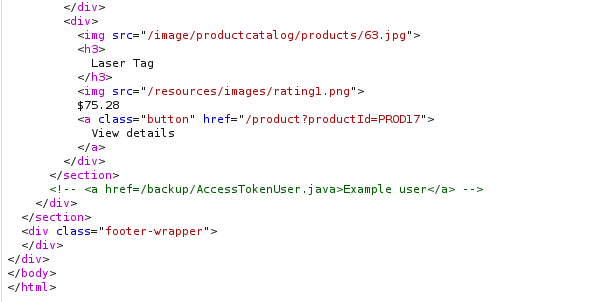 </div>
<div>
<img src="/image/productcatalog/products/63.jpg">
<h3>
Laser Tag
</h3>
<img src="/resources/images/rating1.png">
$75.28
<a class="button" href="/product?productId=PROD17">
View details
</a>
</div>
</section>
<!-- <a href=/backup/AccessTokenUser.java>Example user</a> -->
</div>
</section>
<div class="footer-wrapper">
</div>
</div>
</body>
</html>